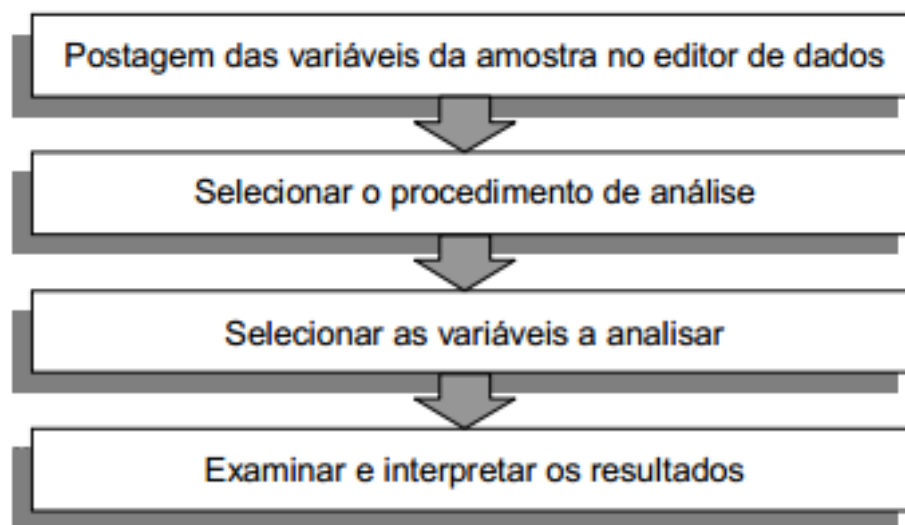 Postagem das variáveis da amostra no editor de dados
Selecionar o procedimento de análise
Selecionar as variáveis a analisar
Examinar e interpretar os resultados